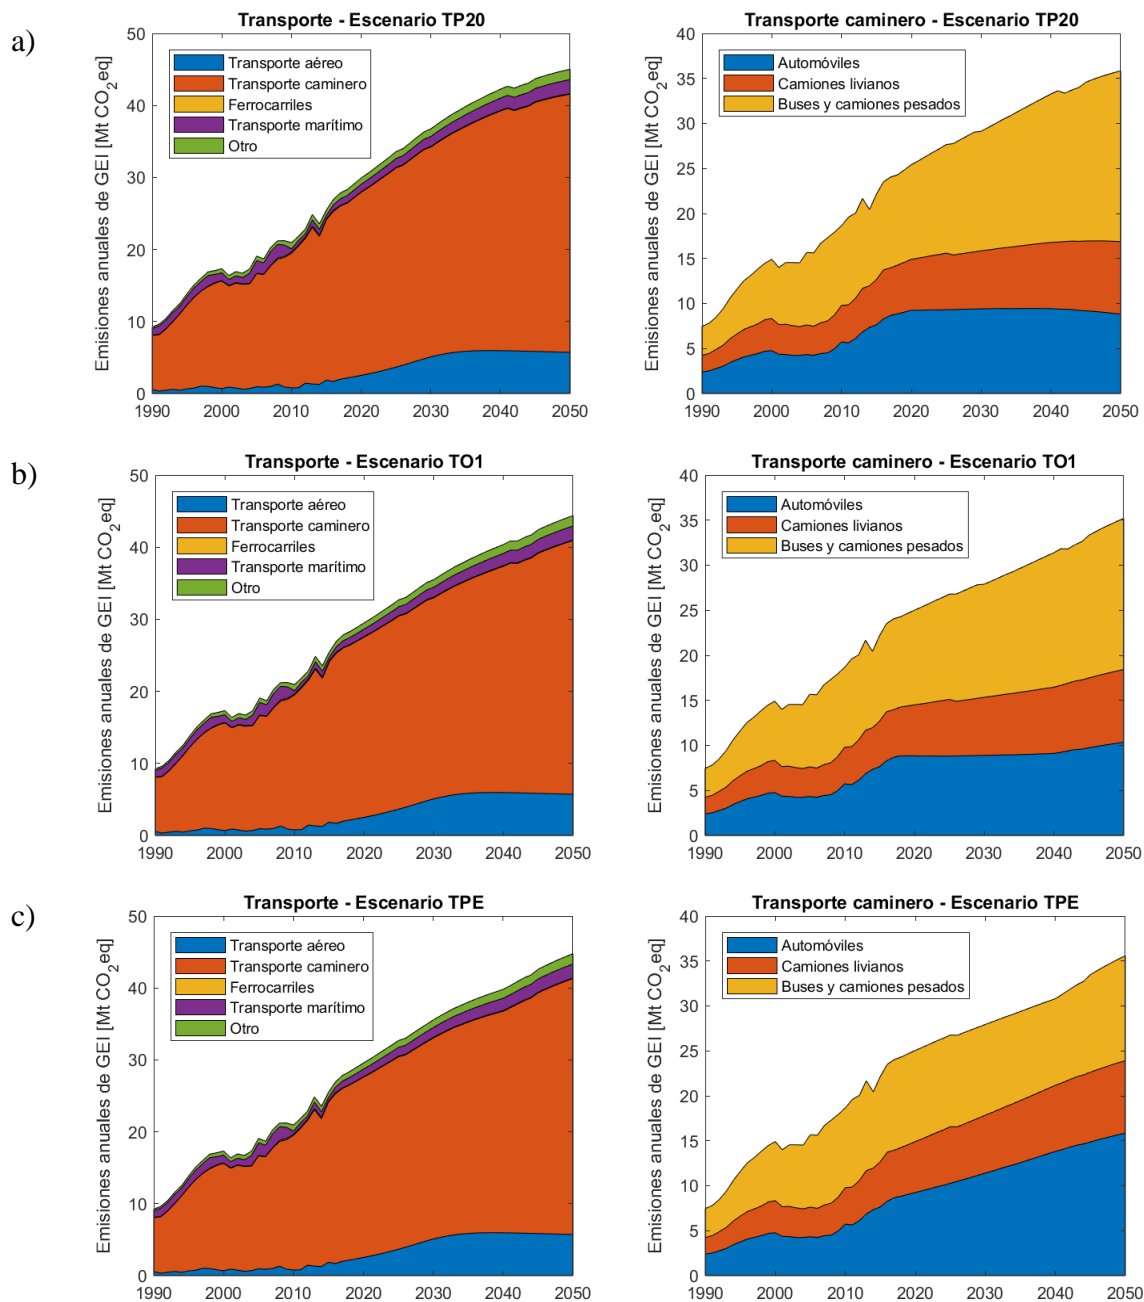 a)
Transporte - Escenario TP20
Emisiones anuales de GEI [Mt CO2eq]
50
40
30
20
10
0
Transporte aéreo
Transporte caminero
Ferrocarriles
Transporte marítimo
Otro
1990 2000 2010 2020 2030 2040 2050
Transporte caminero - Escenario TP20
Emisiones anuales de GEI [Mt CO2eq]
40
35
30
25
20
15
10
5
0
Automóviles
Camiones livianos
Buses y camiones pesados
1990 2000 2010 2020 2030 2040 2050
b)
Transporte - Escenario TO1
Emisiones anuales de GEI [Mt CO2eq]
50
40
30
20
10
0
Transporte aéreo
Transporte caminero
Ferrocarriles
Transporte marítimo
Otro
1990 2000 2010 2020 2030 2040 2050
Transporte caminero - Escenario TO1
Emisiones anuales de GEI [Mt CO2eq]
40
35
30
25
20
15
10
5
0
Automóviles
Camiones livianos
Buses y camiones pesados
1990 2000 2010 2020 2030 2040 2050
c)
Transporte - Escenario TPE
Emisiones anuales de GEI [Mt CO2eq]
50
40
30
20
10
0
Transporte aéreo
Transporte caminero
Ferrocarriles
Transporte marítimo
Otro
1990 2000 2010 2020 2030 2040 2050
Transporte caminero - Escenario TPE
Emisiones anuales de GEI [Mt CO2eq]
40
35
30
25
20
15
10
5
0
Automóviles
Camiones livianos
Buses y camiones pesados
1990 2000 2010 2020 2030 2040 2050